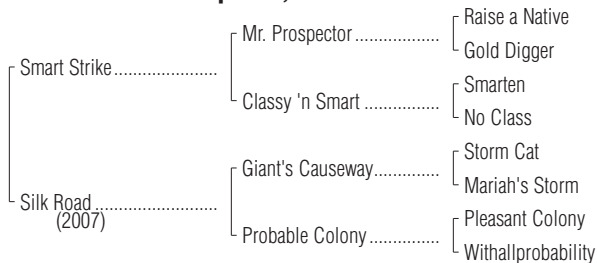 Raise a Native
Mr. Prospector ..................
Gold Digger
Smart Strike......................
Smarten
Classy 'n Smart ................
No Class
Storm Cat
Giant's Causeway..............
Mariah's Storm
Silk Road ..........................
(2007)
Pleasant Colony
Probable Colony ...............
Withallprobability